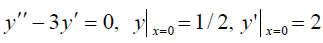 y'' − 3y' = 0, y|ₓ₌₀ = 1/2, y'|ₓ₌₀ = 2